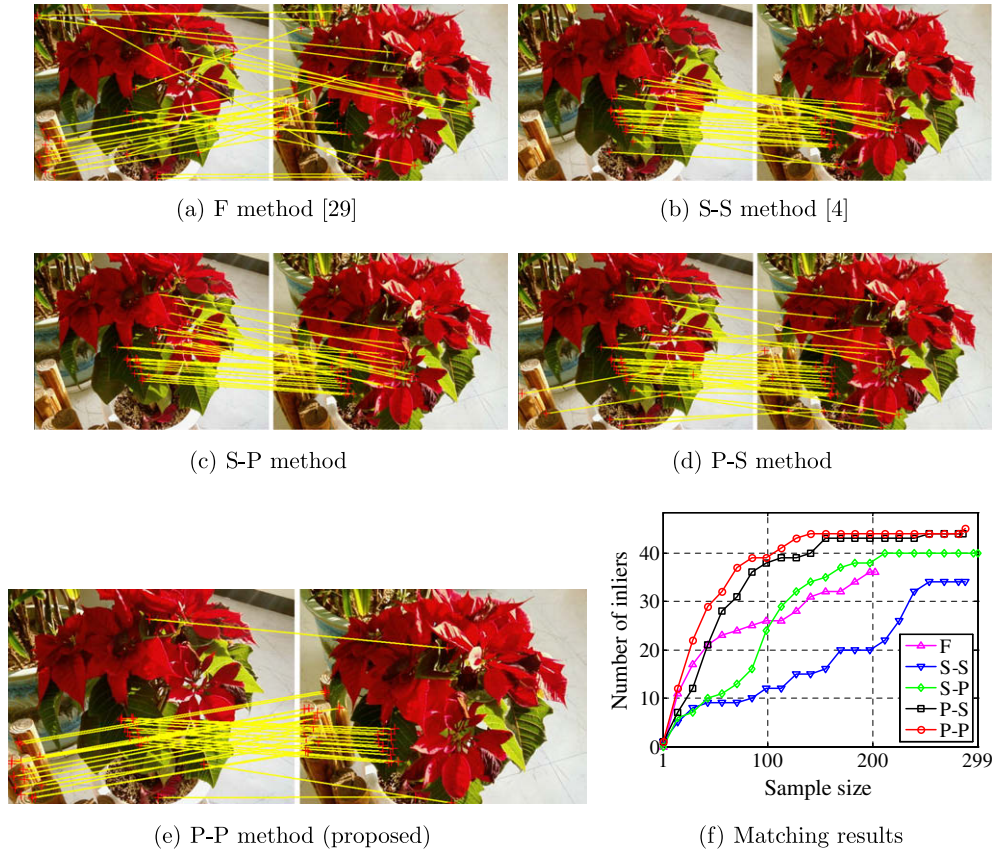 (a) F method [29]
(b) S-S method [4]
(c) S-P method
(d) P-S method
(e) P-P method (proposed)
Number of inliers
40
30
20
10
0
1
100
200
299
Sample size
F
S-S
S-P
P-S
P-P
(f) Matching results